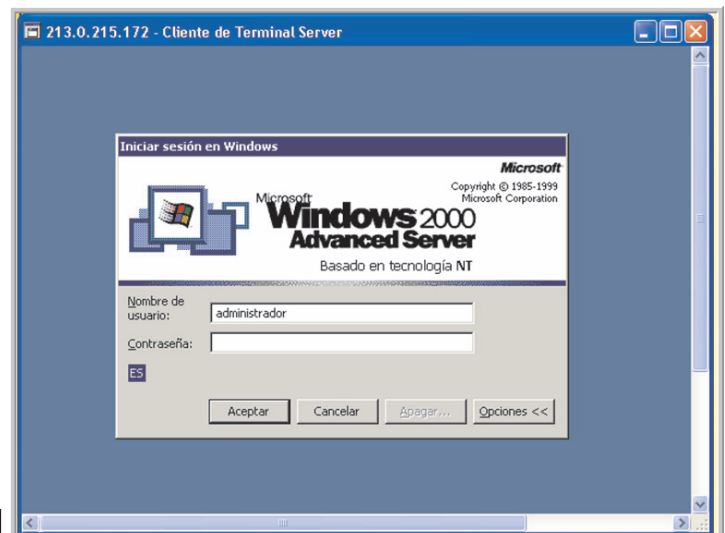 213.0.215.172 - Cliente de Terminal Server
Iniciar sesión en Windows
Microsoft
Copyright © 1985-1999
Microsoft Corporation
Microsoft
Windows 2000
Advanced Server
Basado en tecnología NT
Nombre de
usuario:
administrador
Contraseña:
ES
Aceptar
Cancelar
Apagar...
Opciones <<